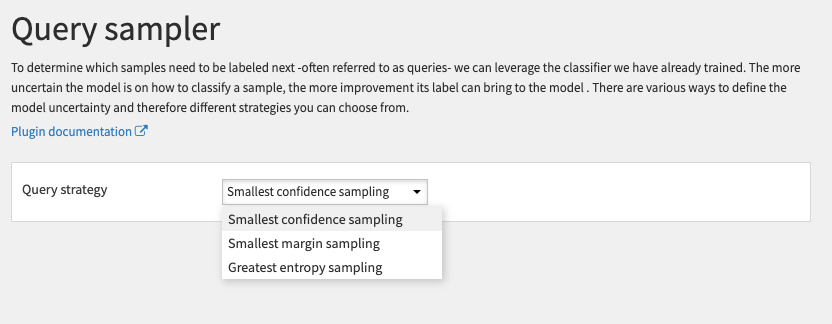 Query sampler
To determine which samples need to be labeled next -often referred to as queries- we can leverage the classifier we have already trained. The more
uncertain the model is on how to classify a sample, the more improvement its label can bring to the model . There are various ways to define the
model uncertainty and therefore different strategies you can choose from.
Plugin documentation
Query strategy
Smallest confidence sampling
Smallest confidence sampling
Smallest margin sampling
Greatest entropy sampling